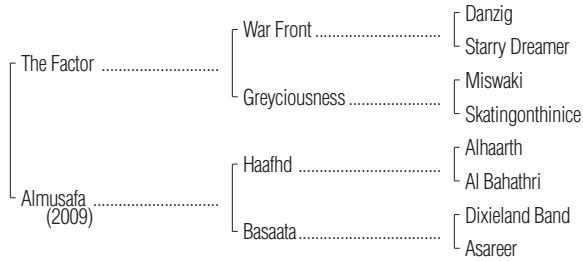 Danzig
War Front ..................................
Starry Dreamer
The Factor ................................
Miswaki
Greyciousness .........................
Skatingonthinice
Alhaarth
Haafhd ......................................
Al Bahathri
Almusafa ..................................
(2009)
Dixieland Band
Basaata ......................................
Asareer